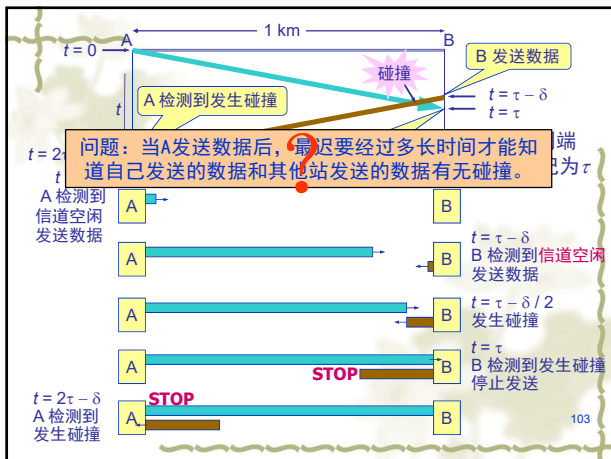 1 km
A
B
t = 0
B 发送数据
碰撞
t = τ − δ
t = τ
t
A 检测到发生碰撞
问题：当A发送数据后，最迟要经过多长时间才能知
道自己发送的数据和其他站发送的数据有无碰撞。
?
t = 2τ
端
为 τ
t
A 检测到
信道空闲
发送数据
A
B
A
B
t = τ − δ
B 检测到信道空闲
发送数据
A
B
t = τ − δ / 2
发生碰撞
A
B
STOP
t = τ
B 检测到发生碰撞
停止发送
t = 2τ − δ
A 检测到
发生碰撞
STOP
A
B
103